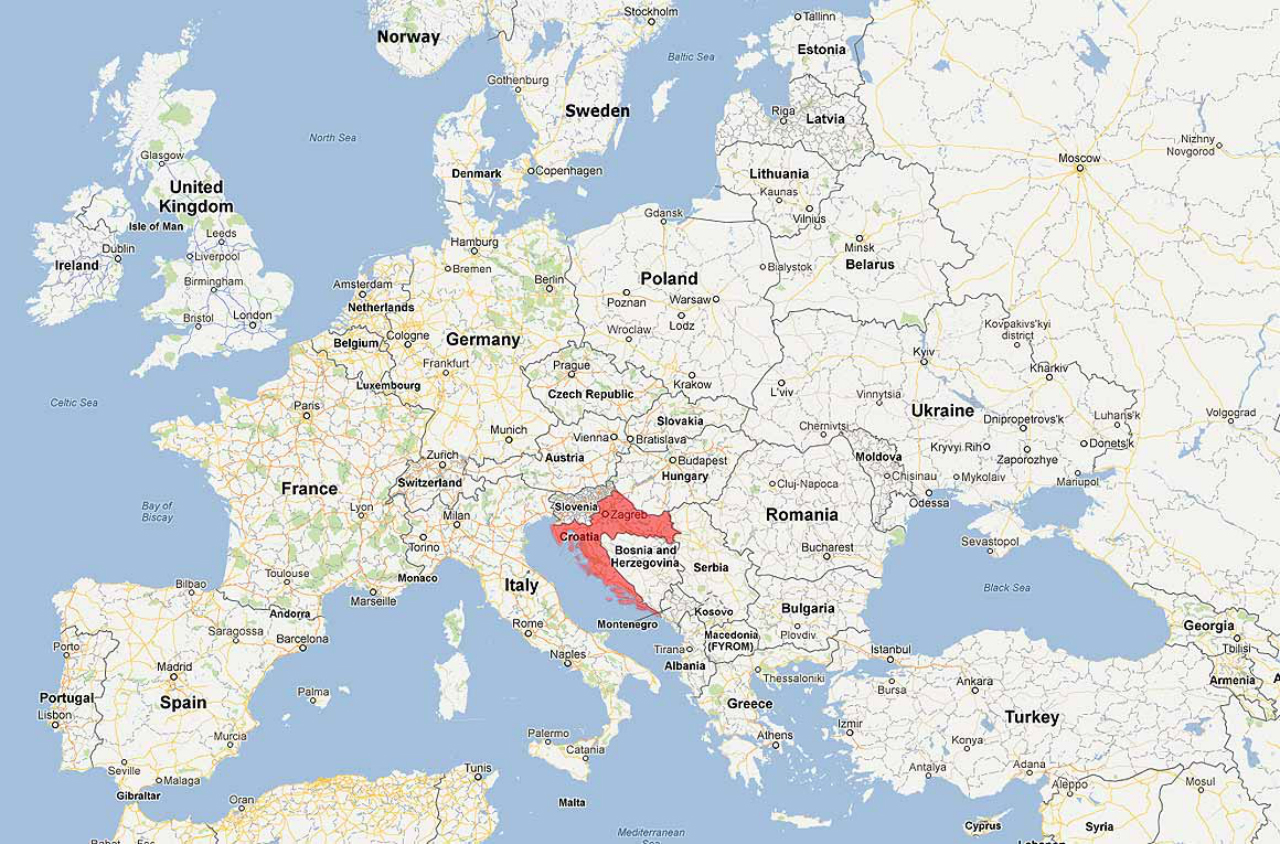 Stockholm
Tallinn
Norway
Baltic Sea
Estonia
Gothenburg
Sweden
Riga
Latvia
North Sea
Nizhny
Novgorod
Moscow
Glasgow
Denmark
Copenhagen
Lithuania
Kaunas
United
Kingdom
Isle of Man
Gdansk
Vilnius
Leeds
Dublin
Liverpool
Ireland
Hamburg
Minsk
Belarus
Bremen
Bialystok
Birmingham
Berlin
Poland
Amsterdam
Netherlands
Poznan
Warsaw
Bristol
London
Lodz
Wroclaw
Kovpakivs'kyi
district
Belgium
Cologne
Germany
Kyiv
Frankfurt
Prague
Kharkiv
Luxembourg
Krakow
L'viv
Czech Republic
Vinnytsia
Celtic Sea
Paris
Ukraine
Volgograd
Slovakia
Dnipropetrovs'k
Luhans'k
Chernivtsi
Munich
Vienna
Bratislava
Kryvyi Rih
Donets'k
Zurich
Austria
Budapest
Moldova
Zaporozhye
Switzerland
Hungary
Chisinau
Mykolaiv
Mariupol
France
Cluj-Napoca
Odessa
Bay of
Biscay
Lyon
Slovenia
Milan
Zagreb
Romania
Croatia
Sevastopol
Torino
Bosnia and
Herzegovina
Bucharest
Serbia
Toulouse
Monaco
Bilbao
Italy
Black Sea
Marseille
Andorra
Kosovo
Bulgaria
Rome
Montenegro
Georgia
Saragossa
Barcelona
Macedonia
(FYROM)
Plovdiv
Porto
Tirana
Istanbul
Tbilisi
Naples
Albania
Madrid
Thessaloniki
Ankara
Armenia
A
Bursa
Palma
Portugal
Spain
Greece
Lisbon
Turkey
Izmir
Palermo
Athens
Murcia
Konya
Catania
Seville
Tunis
Antalya
Adana
Malaga
Aleppo
Mosul
Gibraltar
Oran
Malta
Cyprus
Syria
Mediterranean
Sea
Rabat
Fes
Lebanon